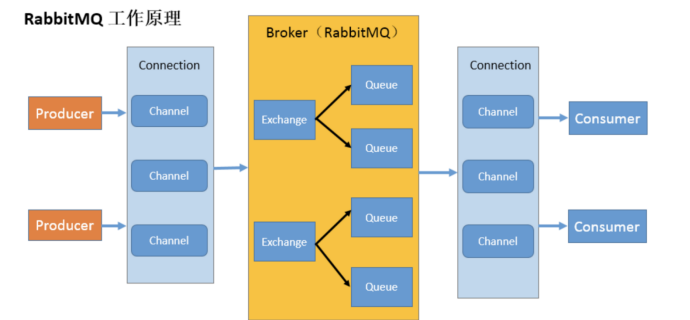 RabbitMQ 工作原理
Broker（RabbitMQ）
Connection
Connection
Producer
Channel
Exchange
Queue
Queue
Channel
Consumer
Channel
Channel
Producer
Channel
Exchange
Queue
Queue
Channel
Consumer